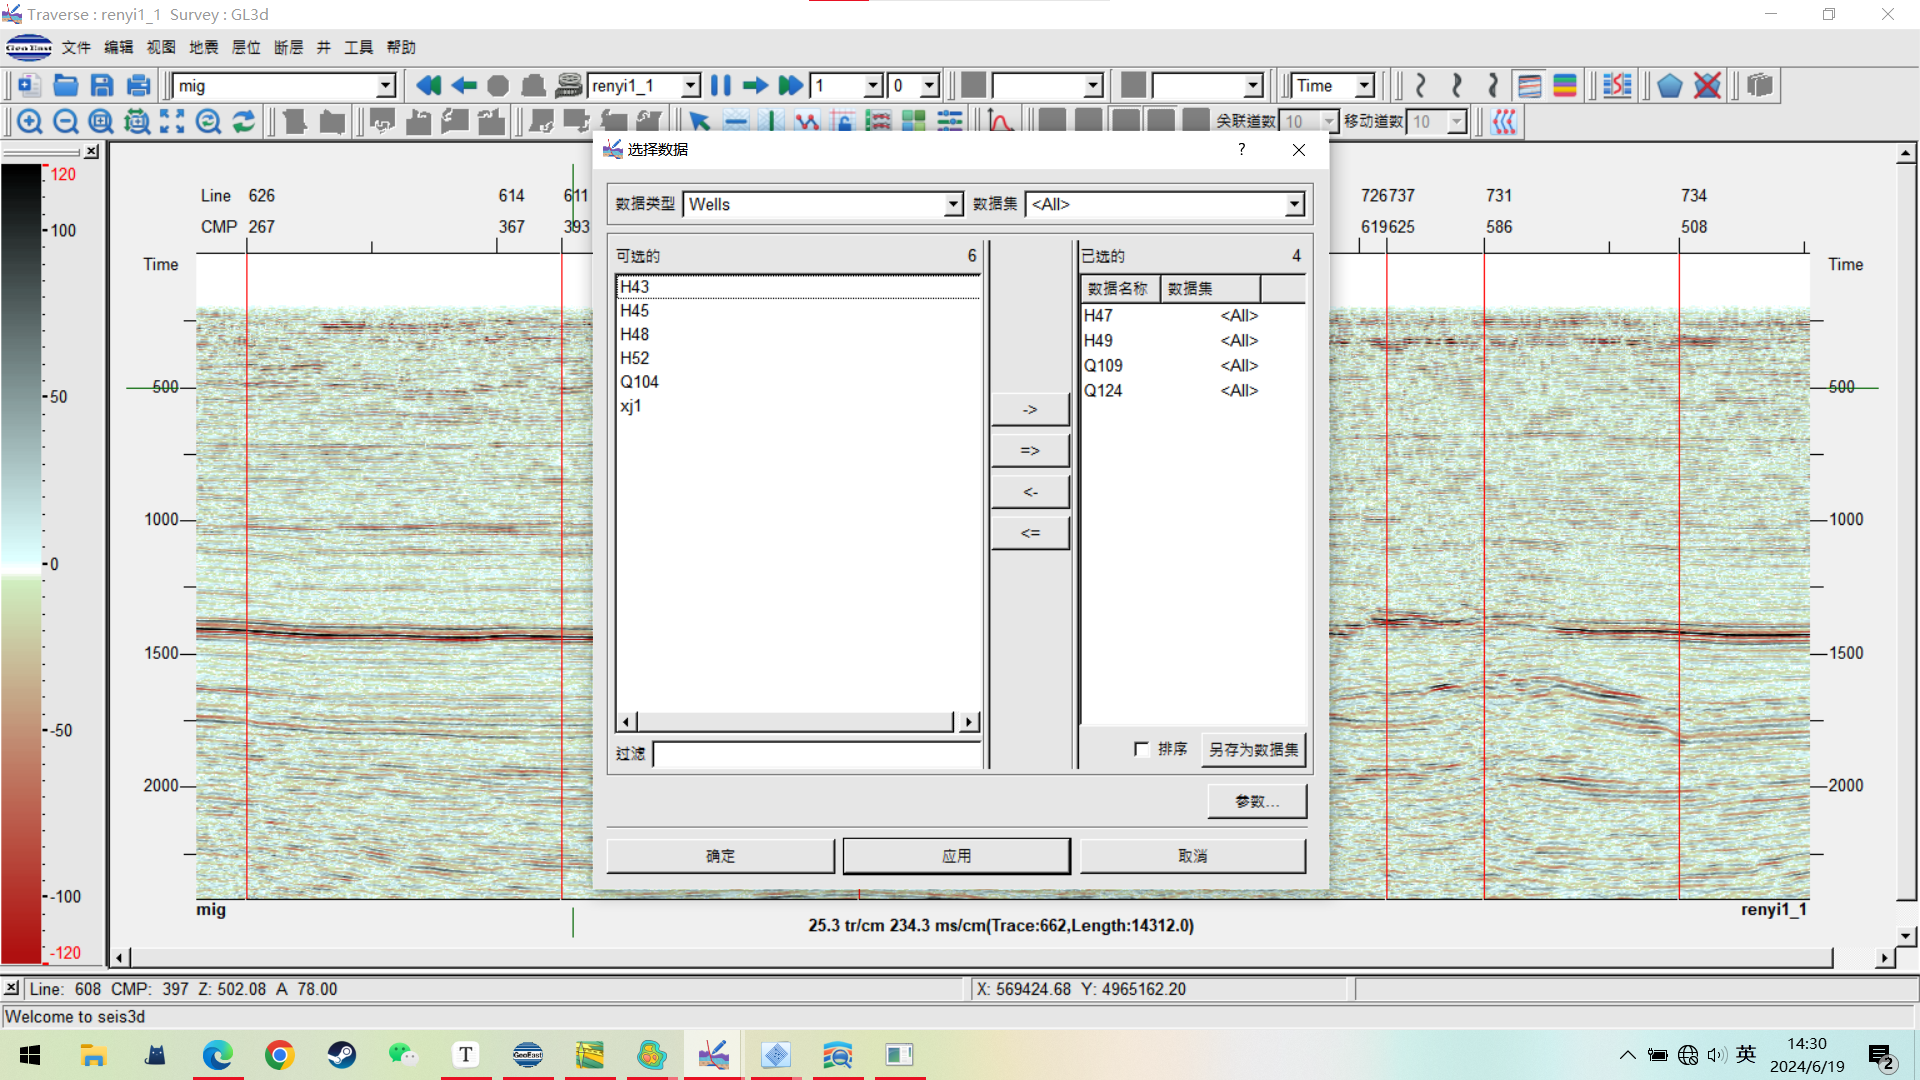 Traverse : renyi1_1  Survey : GL3d
GeoEast 文件 编辑 视图 地震 层位 断层 井 工具 帮助
mig renyi1_1 1 0 Time
关联道数 10 移动道数 10
选择数据 ?
数据类型 Wells 数据集 <All>
可选的 6 已选的 4
数据名称 数据集
H43
H45
H48
H52
Q104
xj1
->
=>
<-
<=
H47 <All>
H49 <All>
Q109 <All>
Q124 <All>
过滤
排序 另存为数据集
参数...
确定 应用 取消
120
100
50
0
-50
-100
-120
Line 626 614 611 726737 731 734
CMP 267 367 393 619625 586 508
Time Time
500 500
1000 1000
1500 1500
2000 2000
mig renyi1_1
25.3 tr/cm 234.3 ms/cm(Trace:662,Length:14312.0)
Line: 608 CMP: 397 Z: 502.08 A 78.00 X: 569424.68 Y: 4965162.20
Welcome to seis3d
T GeoEast 英 14:30
2024/6/19 2